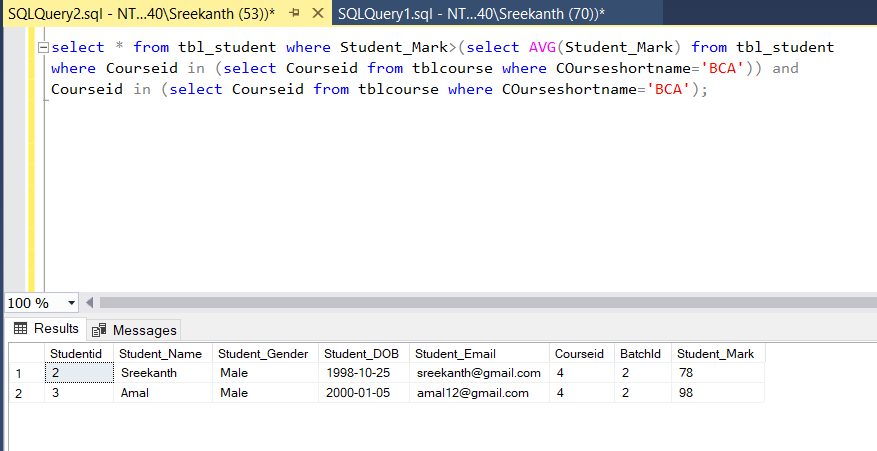 SQLQuery2.sql - NT...40\Sreekanth (53))* SQLQuery1.sql - NT...40\Sreekanth (70))*
select * from tbl_student where Student_Mark>(select AVG(Student_Mark) from tbl_student
where Courseid in (select Courseid from tblcourse where COurseshortname='BCA')) and
Courseid in (select Courseid from tblcourse where COurseshortname='BCA');
100 %
Results Messages
Studentid Student_Name Student_Gender Student_DOB Student_Email Courseid BatchId Student_Mark
1 2 Sreekanth Male 1998-10-25 sreekanth@gmail.com 4 2 78
2 3 Amal Male 2000-01-05 amal12@gmail.com 4 2 98